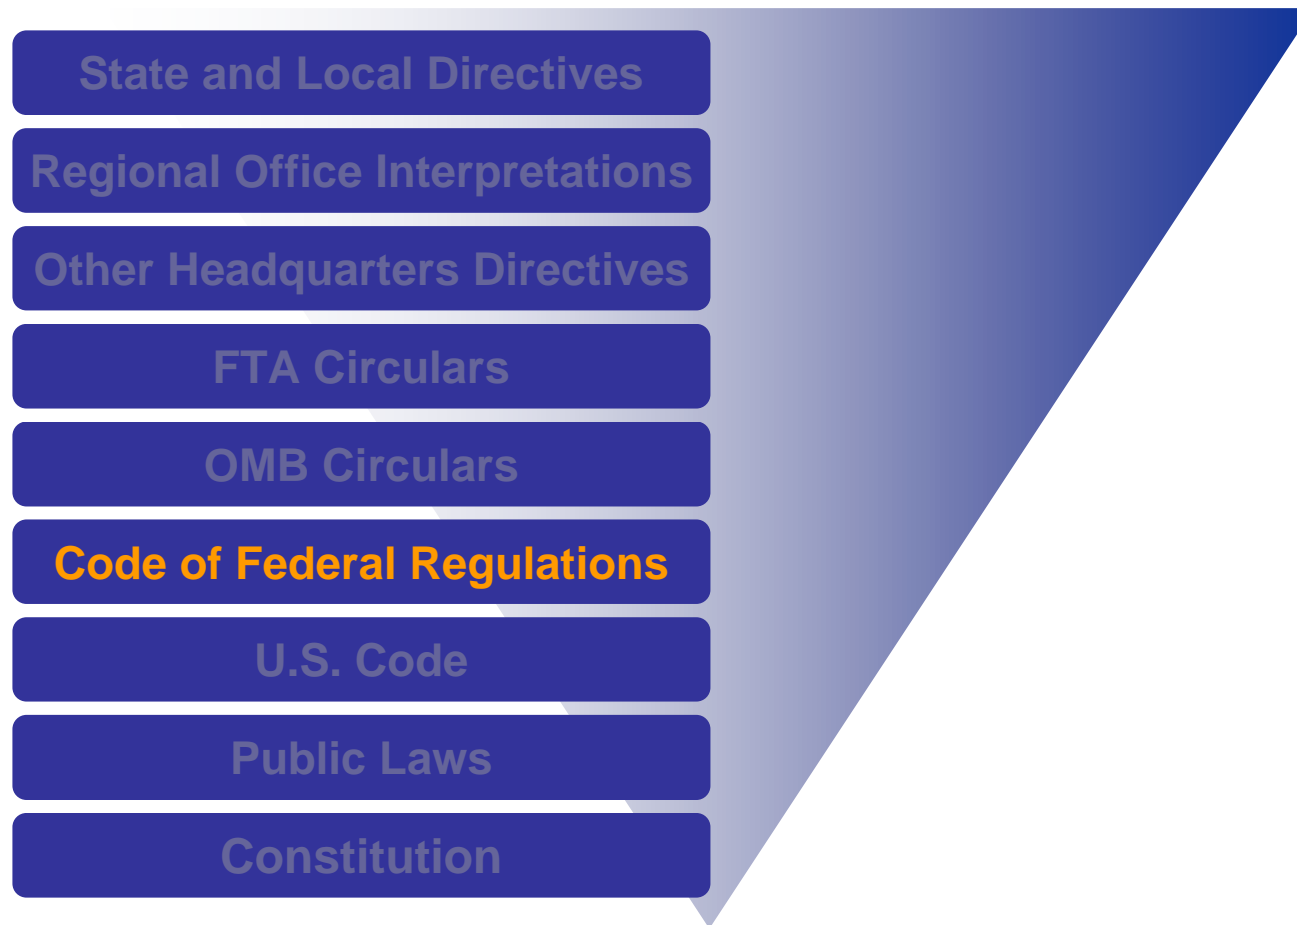 State and Local Directives
Regional Office Interpretations
Other Headquarters Directives
FTA Circulars
OMB Circulars
Code of Federal Regulations
U.S. Code
Public Laws
Constitution